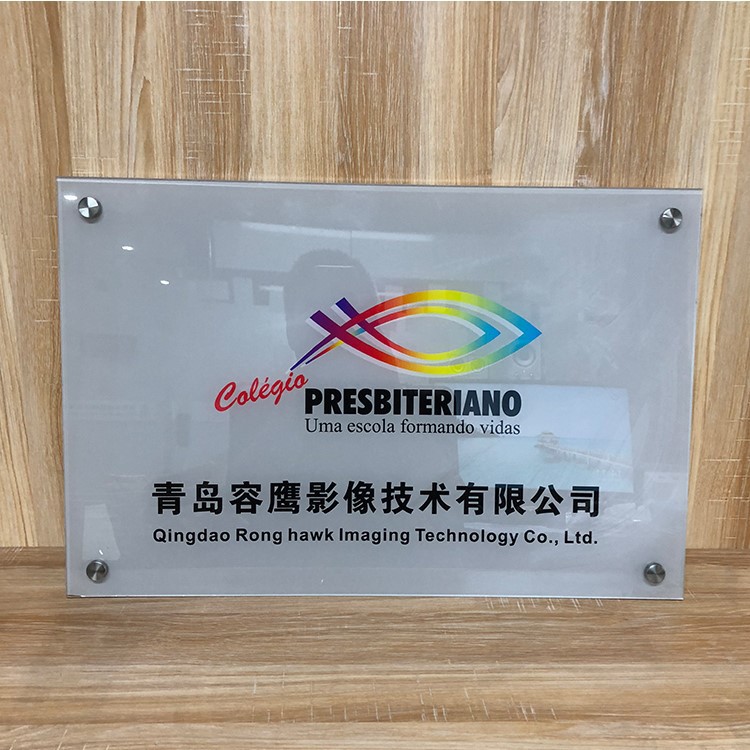 Colégio
PRESBITERIANO
Uma escola formando vidas
青岛容鹰影像技术有限公司
Qingdao Rong hawk Imaging Technology Co., Ltd.